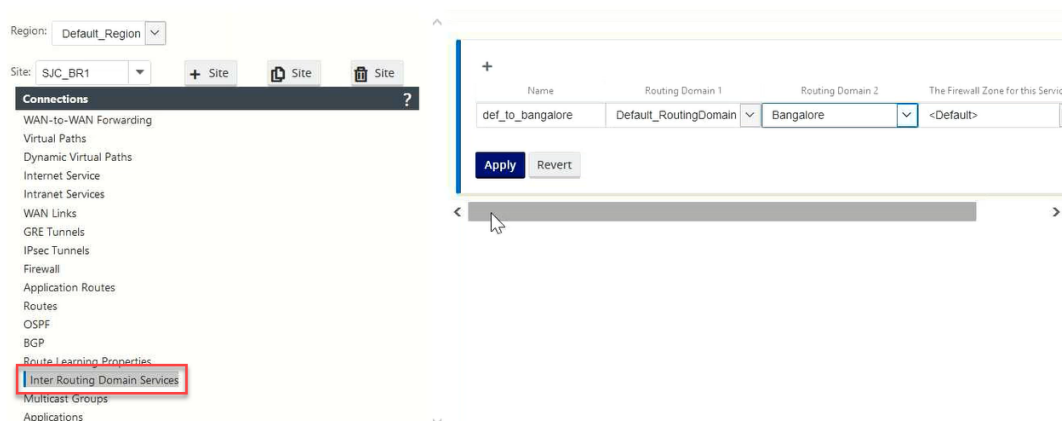 Region: Default_Region
Site: SJC_BR1 + Site Site Site
Connections ?
WAN-to-WAN Forwarding
Virtual Paths
Dynamic Virtual Paths
Internet Service
Intranet Services
WAN Links
GRE Tunnels
IPsec Tunnels
Firewall
Application Routes
Routes
OSPF
BGP
Route Learning Properties
Inter Routing Domain Services
Multicast Groups
Applications
+
Name Routing Domain 1 Routing Domain 2 The Firewall Zone for this Servic
def_to_bangalore Default_RoutingDomain Bangalore <Default>
Apply Revert